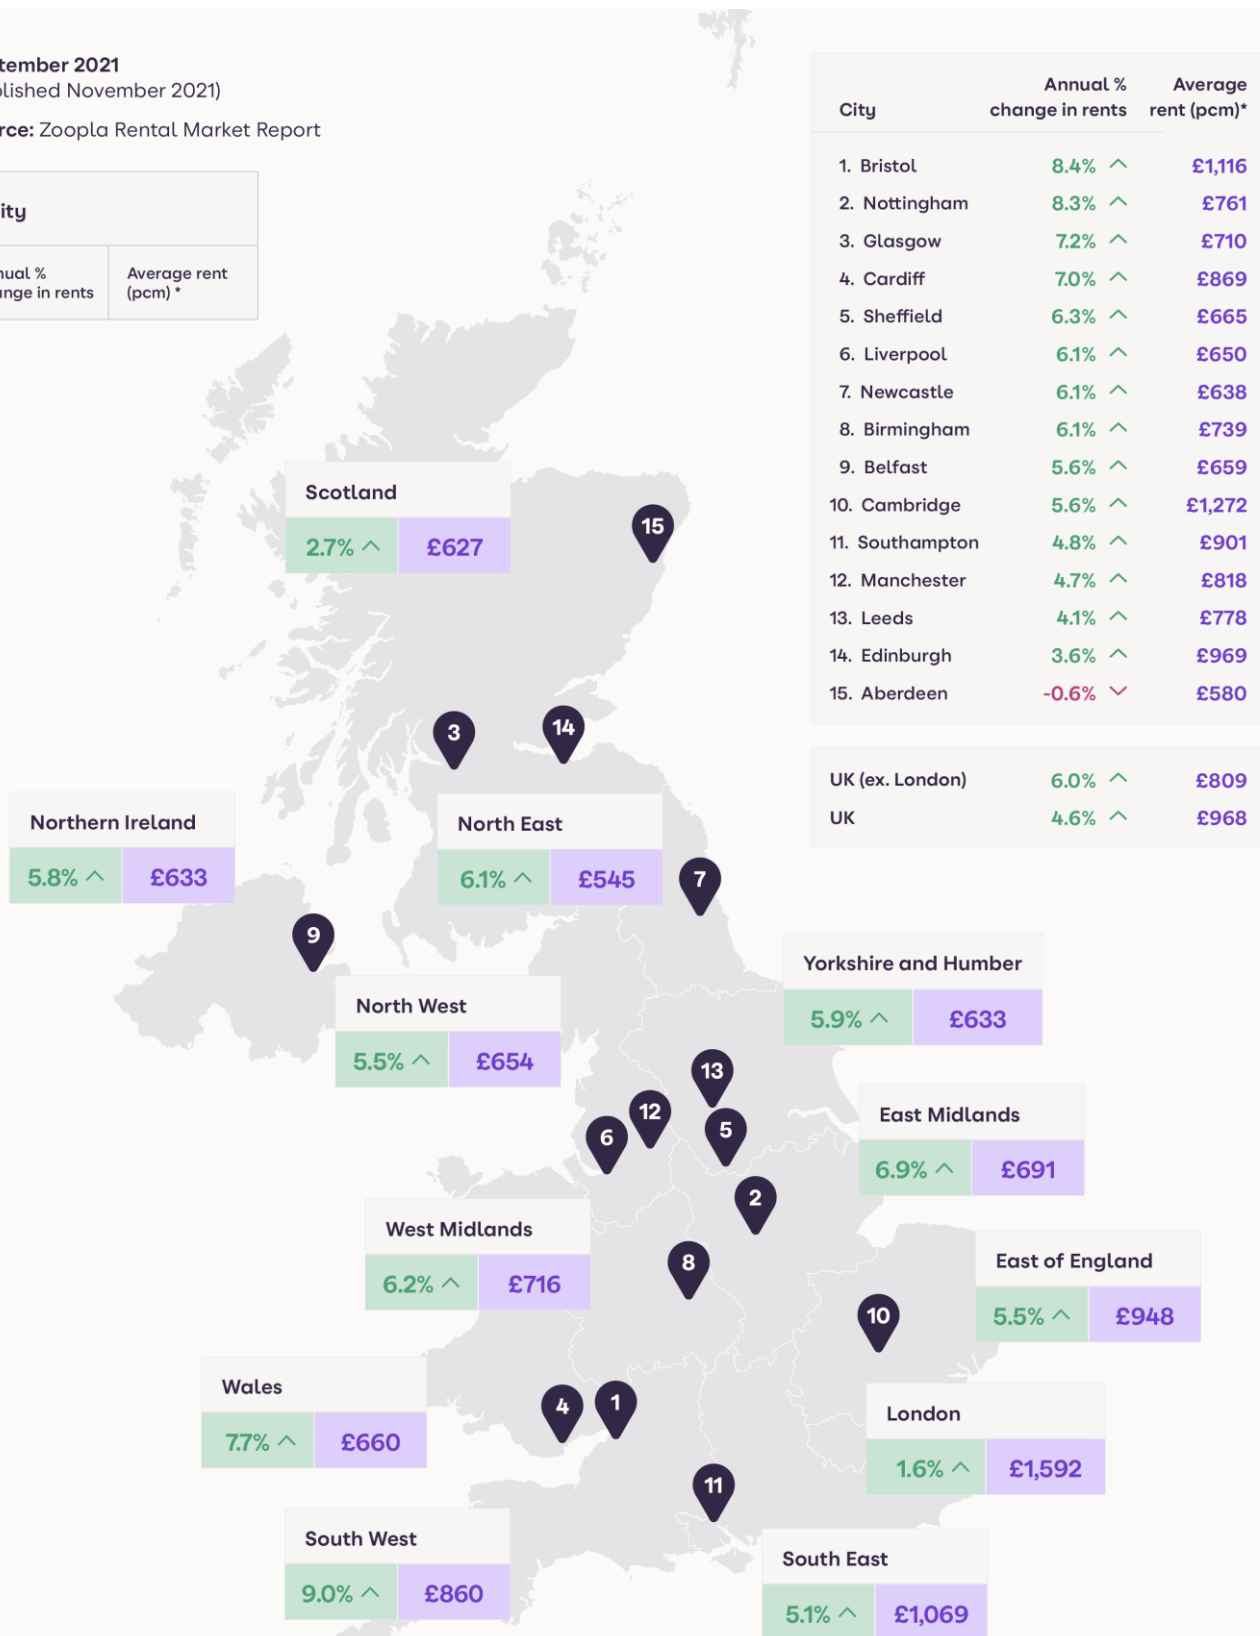 tember 2021
lished November 2021)
rce: Zoopla Rental Market Report
ity
nual %
ange in rents
Average rent
(pcm) *
City
Annual %
change in rents
Average
rent (pcm)*
1. Bristol 8.4% £1,116
2. Nottingham 8.3% £761
3. Glasgow 7.2% £710
4. Cardiff 7.0% £869
5. Sheffield 6.3% £665
6. Liverpool 6.1% £650
7. Newcastle 6.1% £638
8. Birmingham 6.1% £739
9. Belfast 5.6% £659
10. Cambridge 5.6% £1,272
11. Southampton 4.8% £901
12. Manchester 4.7% £818
13. Leeds 4.1% £778
14. Edinburgh 3.6% £969
15. Aberdeen -0.6% £580
UK (ex. London) 6.0% £809
UK 4.6% £968
Scotland
2.7% £627
15
3
14
Northern Ireland
5.8% £633
North East
6.1% £545
7
9
Yorkshire and Humber
5.9% £633
North West
5.5% £654
13
12
6
5
East Midlands
6.9% £691
2
West Midlands
6.2% £716
8
East of England
5.5% £948
10
Wales
7.7% £660
4
1
London
1.6% £1,592
11
South West
9.0% £860
South East
5.1% £1,069